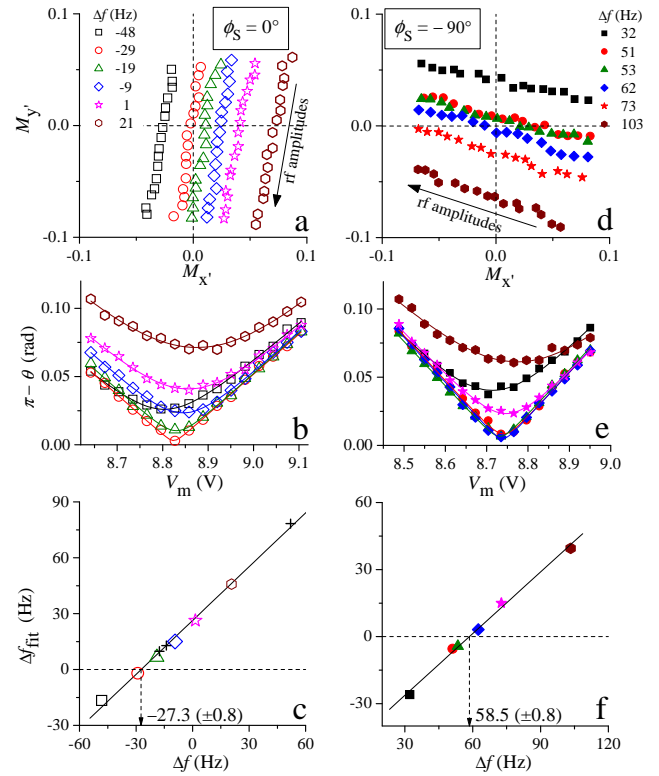 Δf (Hz)
-48
-29
-19
-9
1
21
ϕS = 0°
0.1
0.0
-0.1
My'
rf amplitudes
a
-0.1
0.0
0.1
Mx'
ϕS = − 90°
Δf (Hz)
32
51
53
62
73
103
0.1
0.0
-0.1
rf amplitudes
d
-0.1
0.0
0.1
Mx'
π− θ (rad)
0.10
0.05
0.00
b
8.7
8.8
8.9
9.0
9.1
Vm (V)
0.10
0.05
0.00
e
8.5
8.6
8.7
8.8
8.9
9.0
Vm (V)
Δffit (Hz)
90
60
30
0
-30
−27.3 (±0.8)
c
-60
-30
0
30
60
Δf (Hz)
60
30
0
-30
-60
58.5 (±0.8)
f
30
60
90
120
Δf (Hz)